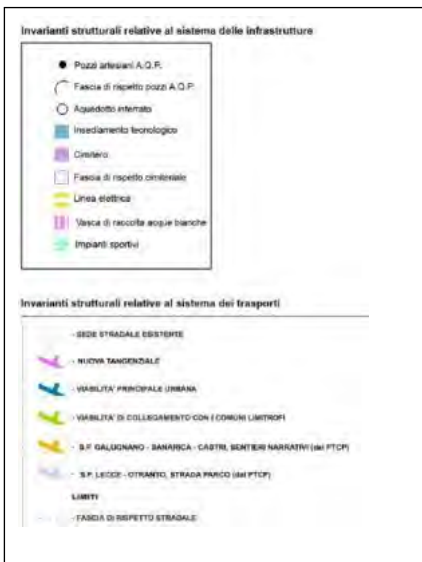 Invarianti strutturali relative al sistema delle infrastrutture
Pozzi artesiani A.Q.P.
Fascia di rispetto pozzi A.Q.P.
Aquedotto interrato
Insediamento tecnologico
Cimitero
Fascia di rispetto cimiteriale
Linea elettrica
Vasca di raccolta acque bianche
Impianti sportivi
Invarianti strutturali relative al sistema dei trasporti
- SEDE STRADALE ESISTENTE
- NUOVA TANGENZIALE
- VIABILITA' PRINCIPALE URBANA
- VIABILITA' DI COLLEGAMENTO CON I COMUNI LIMITROFI
- S.P. GALUGNANO - SANARICA - CASTRI, SENTIERI NARRATIVI (del PTCP)
- S.P. LECCE - OTRANTO, STRADA PARCO (del PTCP)
LIMITI
- FASCIA DI RISPETTO STRADALE